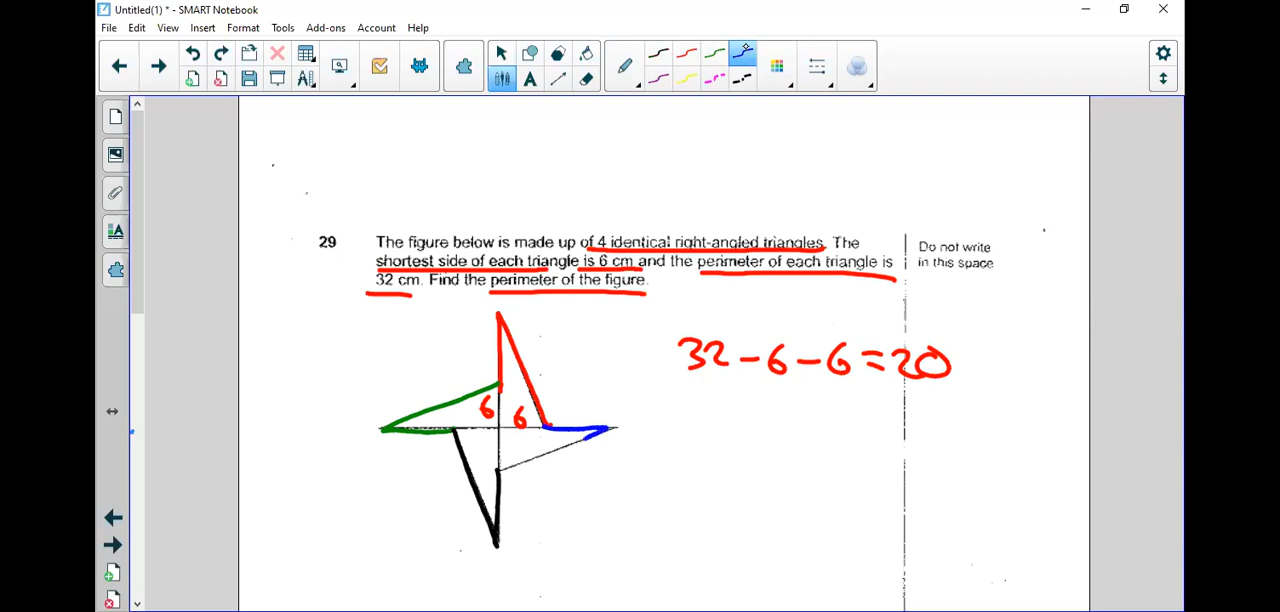 Untitled(1) * - SMART Notebook
File Edit View Insert Format Tools Add-ons Account Help
29 The figure below is made up of 4 identical right-angled triangles. The
shortest side of each triangle is 6 cm and the perimeter of each triangle is
32 cm. Find the perimeter of the figure.
Do not write
in this space
32-6-6=20
6 6